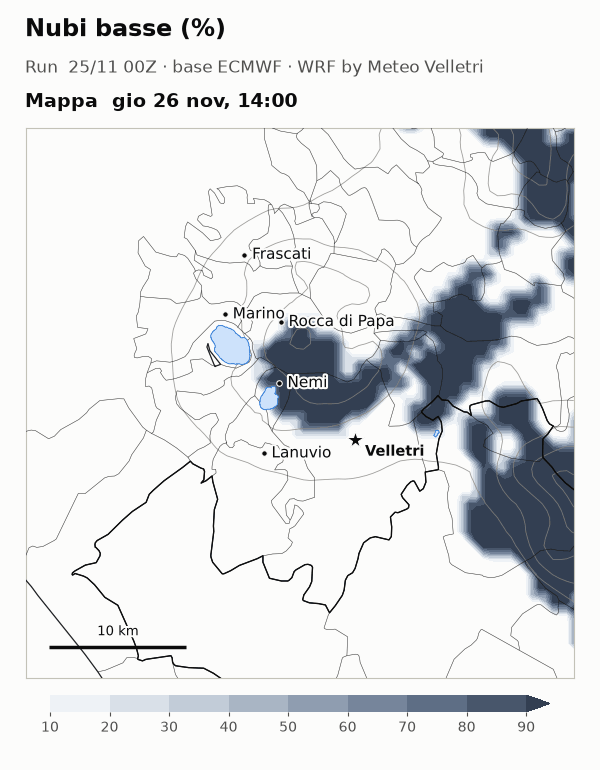 Nubi basse (%)
Run  25/11 00Z · base ECMWF · WRF by Meteo Velletri
Mappa  gio 26 nov, 14:00
Frascati
Marino
Rocca di Papa
Nemi
Velletri
Lanuvio
10 km
10 20 30 40 50 60 70 80 90